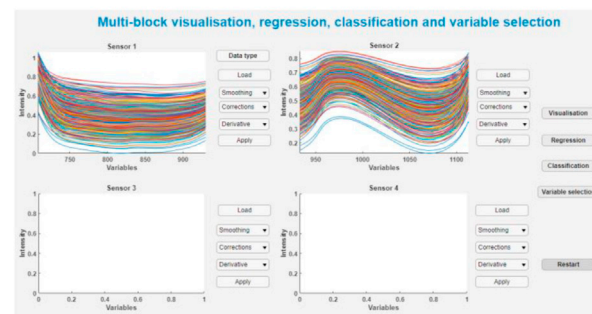 Multi-block visualisation, regression, classification and variable selection
Sensor 1
Intensity
1
0.8
0.6
0.4
0.2
0
750
800
850
900
Variables
Data type
Load
Smoothing
Corrections
Derivative
Apply
Sensor 2
Intensity
0.8
0.7
0.6
0.5
0.4
0.3
0.2
950
1000
1050
1100
Variables
Load
Smoothing
Corrections
Derivative
Apply
Visualisation
Regression
Classification
Variable selection
Sensor 3
Intensity
1
0.8
0.6
0.4
0.2
0
0
0.2
0.4
0.6
0.8
1
Variables
Load
Smoothing
Corrections
Derivative
Apply
Sensor 4
Intensity
1
0.8
0.6
0.4
0.2
0
0
0.2
0.4
0.6
0.8
1
Variables
Load
Smoothing
Corrections
Derivative
Apply
Restart